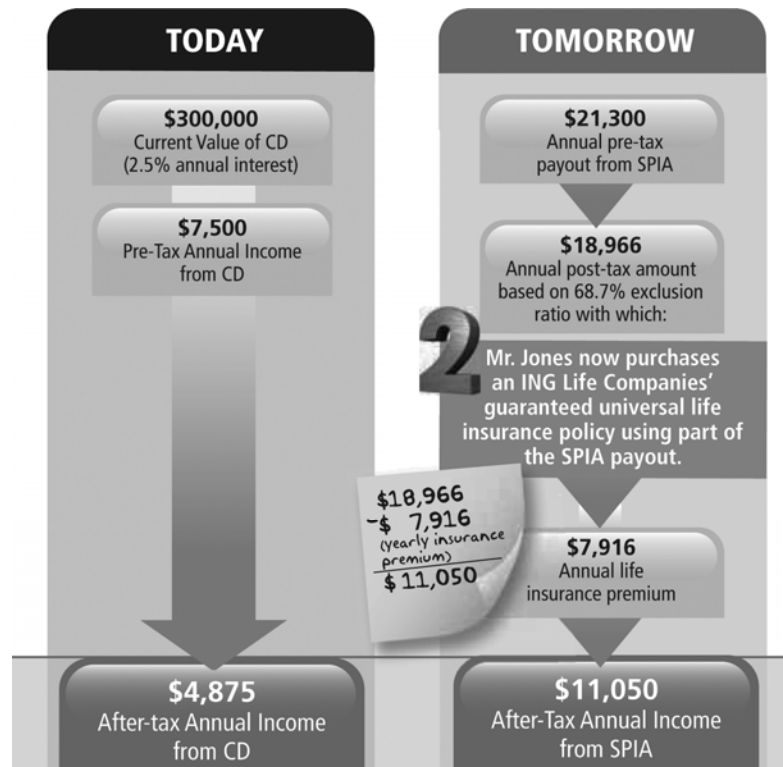 TODAY
$300,000
Current Value of CD
(2.5% annual interest)
$7,500
Pre-Tax Annual Income
from CD
$4,875
After-tax Annual Income
from CD
TOMORROW
$21,300
Annual pre-tax
payout from SPIA
$18,966
Annual post-tax amount
based on 68.7% exclusion
ratio with which:
2
Mr. Jones now purchases
an ING Life Companies’
guaranteed universal life
insurance policy using part of
the SPIA payout.
$18,966
-$ 7,916
(yearly insurance
premium)
$11,050
$7,916
Annual life
insurance premium
$11,050
After-Tax Annual Income
from SPIA